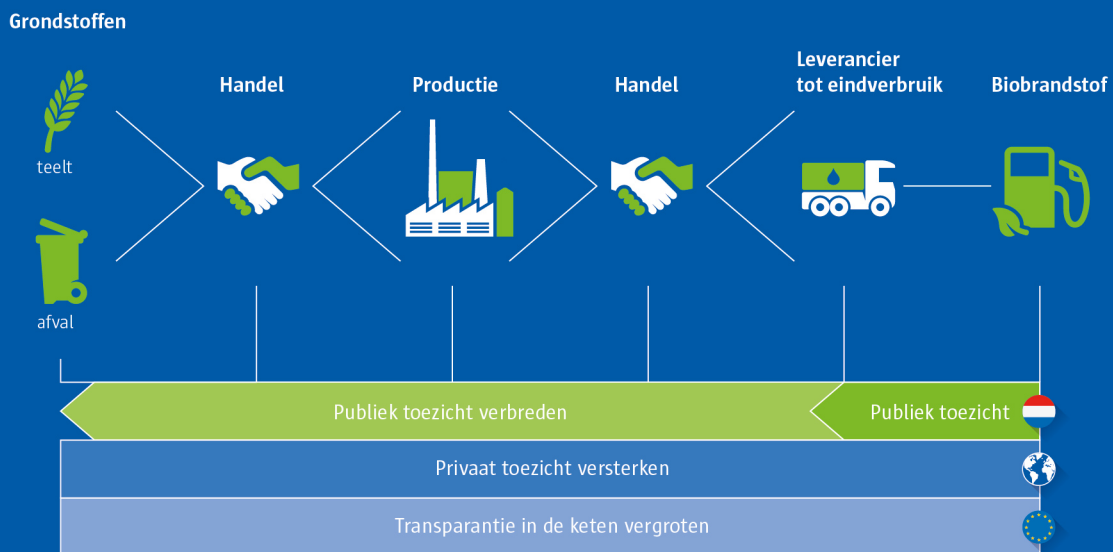 Grondstoffen
teelt
afval
Handel
Productie
Handel
Leverancier
tot eindverbruik
Biobrandstof
Publiek toezicht verbreden
Publiek toezicht
Privaat toezicht versterken
Transparantie in de keten vergroten